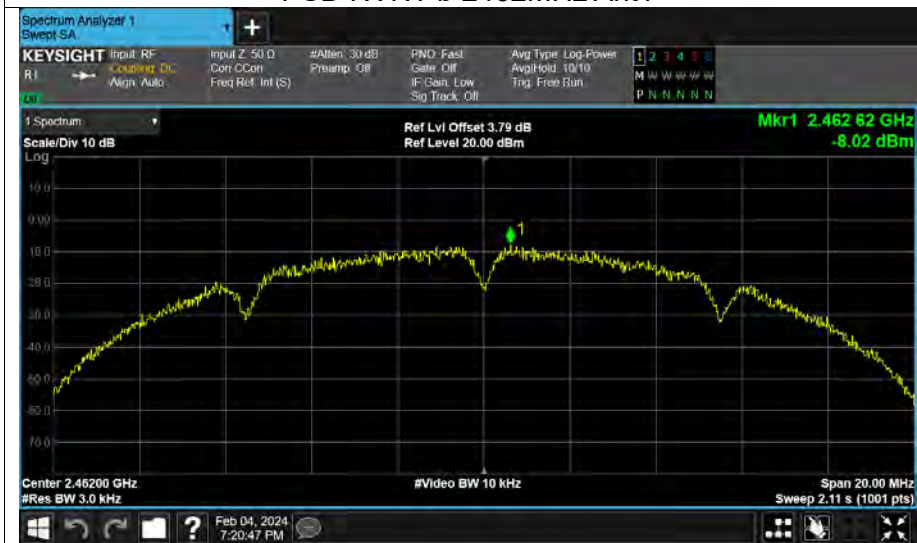 Spectrum Analyzer 1
Swept SA
+
KEYSIGHT Input: RF
Coupling: DC
Align: Auto
Input Z: 50 Ω
Corr CCorr
Freq Ref: Int (S)
#Atten: 30 dB
Preamp: Off
PNO: Fast
Gate: Off
IF Gain: Low
Sig Track: Off
Avg Type: Log-Power
Avg|Hold: 10/10
Trig: Free Run
1 2 3 4 5 6
M W W W W W
P N N N N N
1 Spectrum
Scale/Div 10 dB
Log
Ref Lvl Offset 3.79 dB
Ref Level 20.00 dBm
Mkr1 2.462 62 GHz
-8.02 dBm
10.0
0.00
-10.0
-20.0
-30.0
-40.0
-50.0
-60.0
-70.0
1
Center 2.46200 GHz
#Res BW 3.0 kHz
#Video BW 10 kHz
Span 20.00 MHz
Sweep 2.11 s (1001 pts)
?
Feb 04, 2024
7:20:47 PM